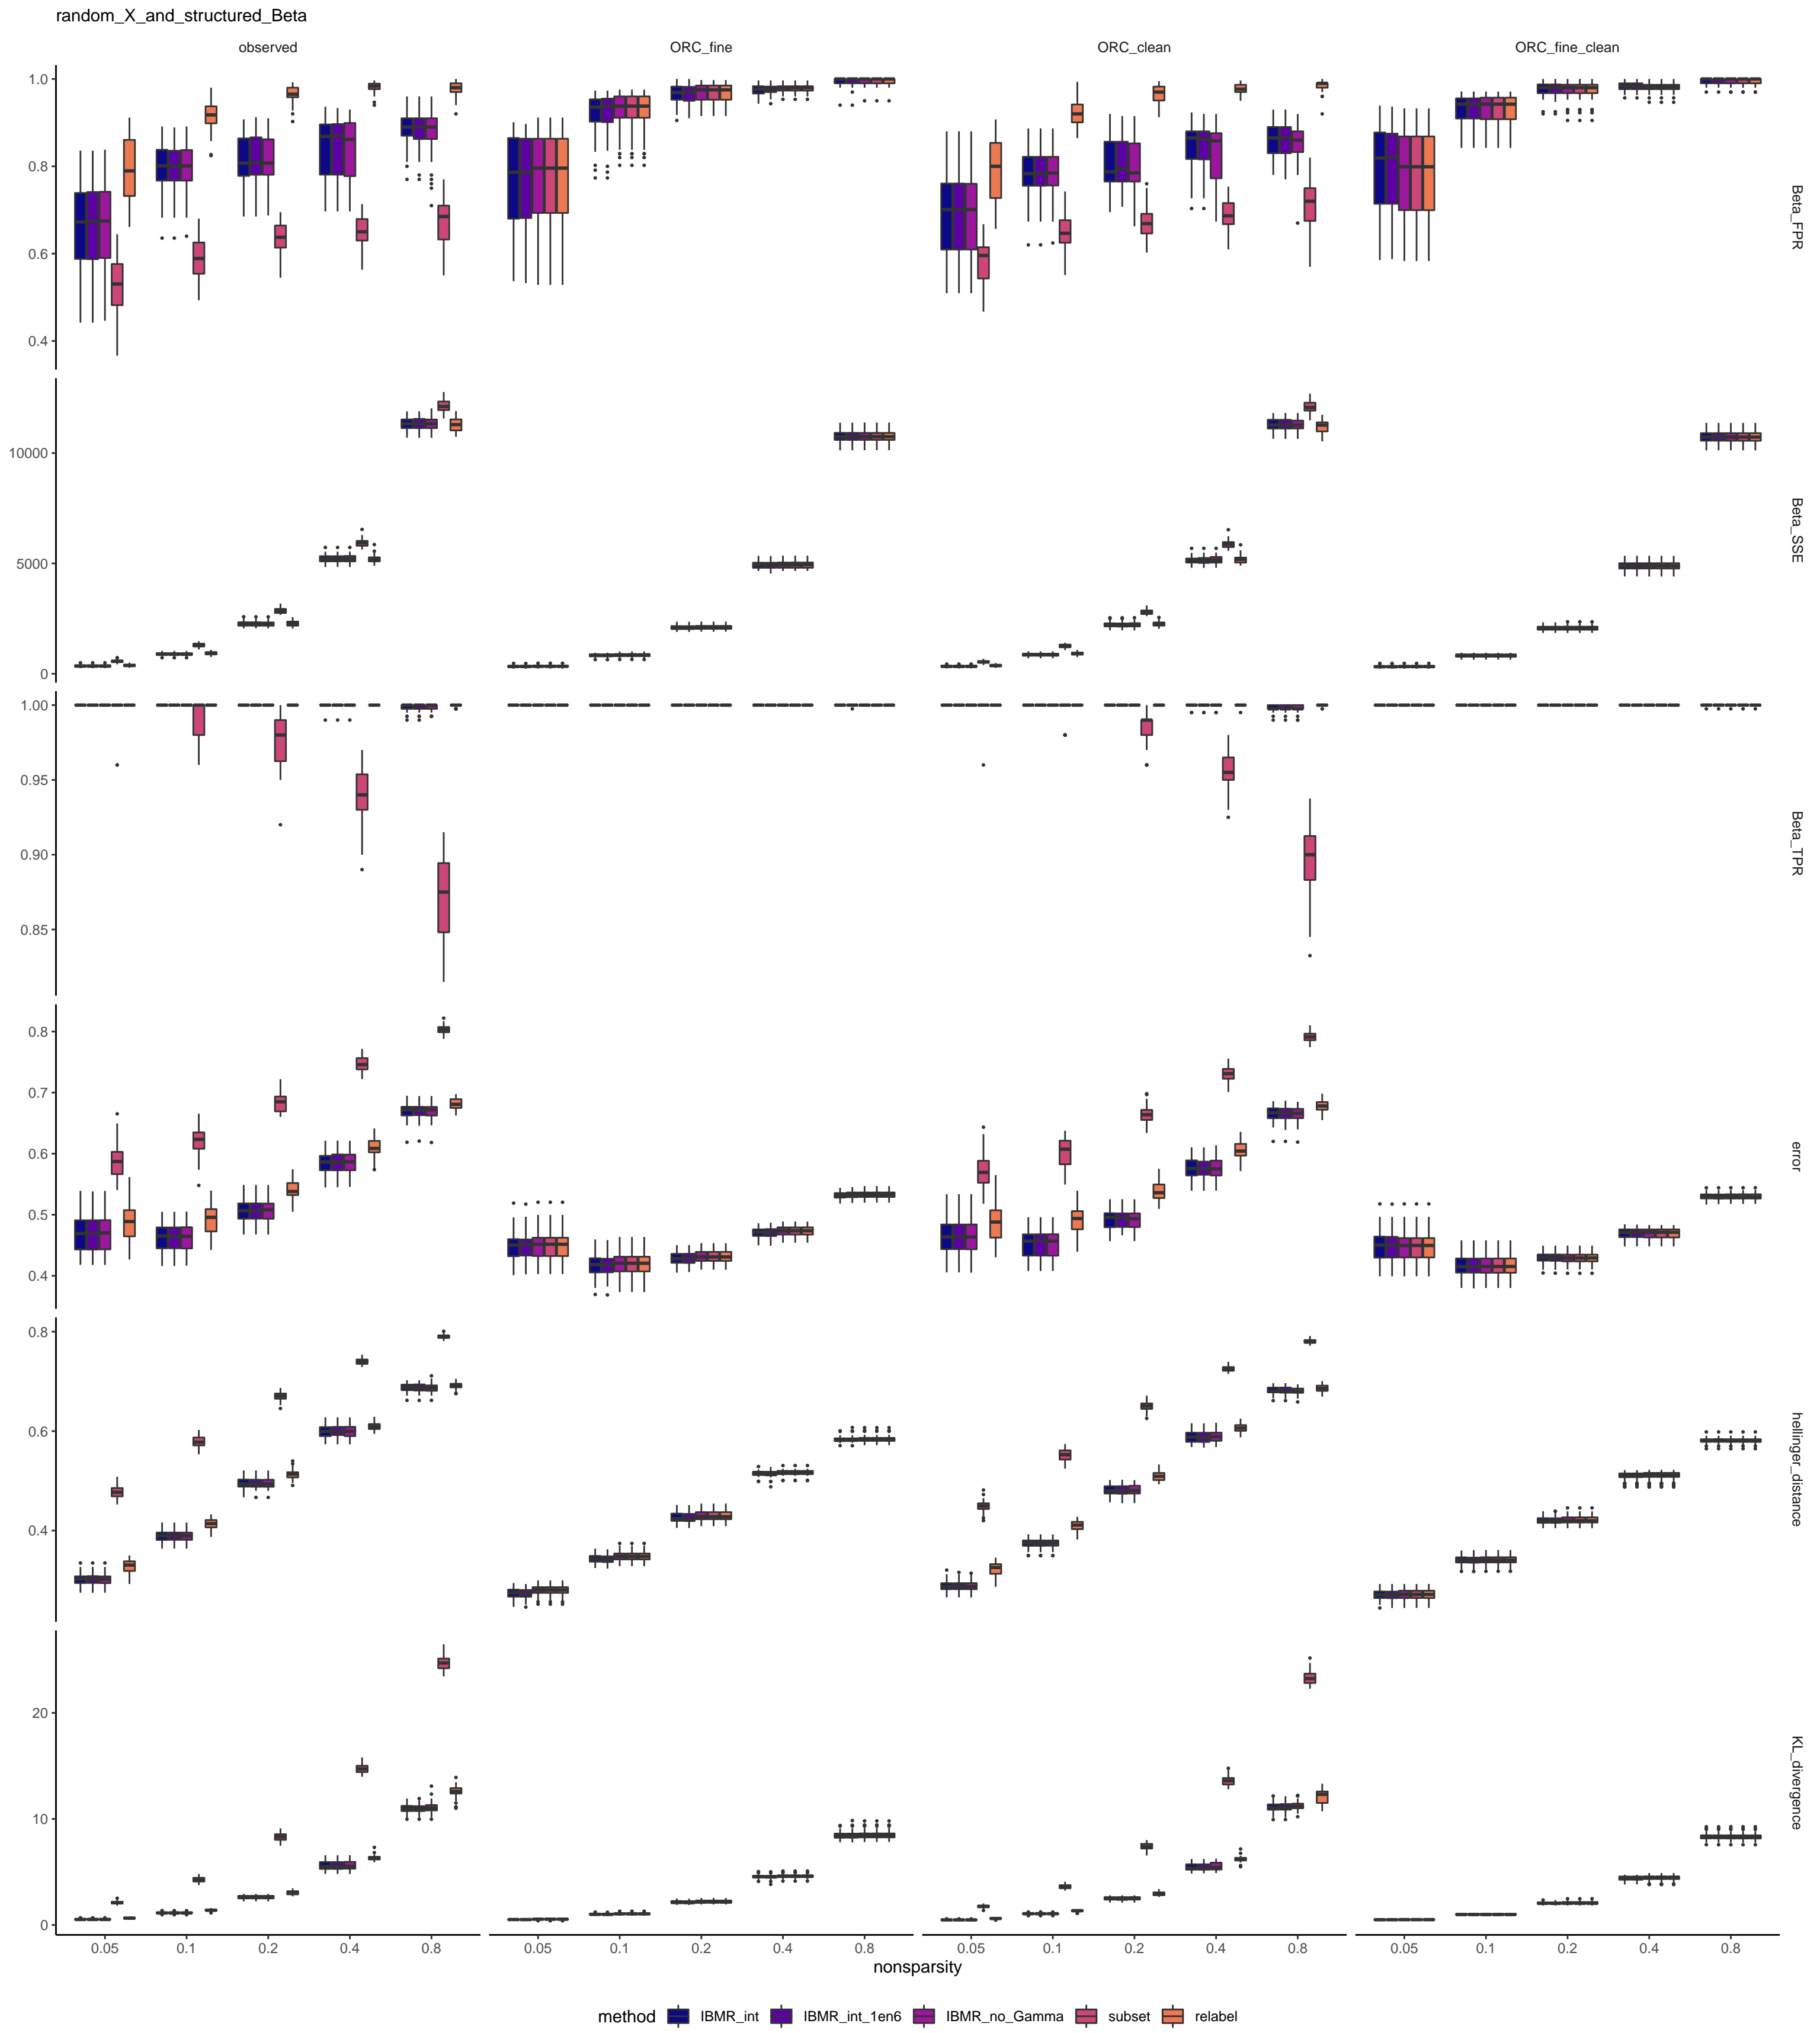 random_X_and_structured_Beta
observed
ORC_fine
ORC_clean
ORC_fine_clean
1.0
0.8
0.6
0.4
Beta_FPR
10000
5000
0
Beta_SSE
1.00
0.95
0.90
0.85
Beta_TPR
0.8
0.7
0.6
0.5
0.4
error
0.8
0.6
0.4
hellinger_distance
20
10
0
KL_divergence
0.05 0.1 0.2 0.4 0.8
0.05 0.1 0.2 0.4 0.8
0.05 0.1 0.2 0.4 0.8
0.05 0.1 0.2 0.4 0.8
nonsparsity
method IBMR_int IBMR_int_1en6 IBMR_no_Gamma subset relabel